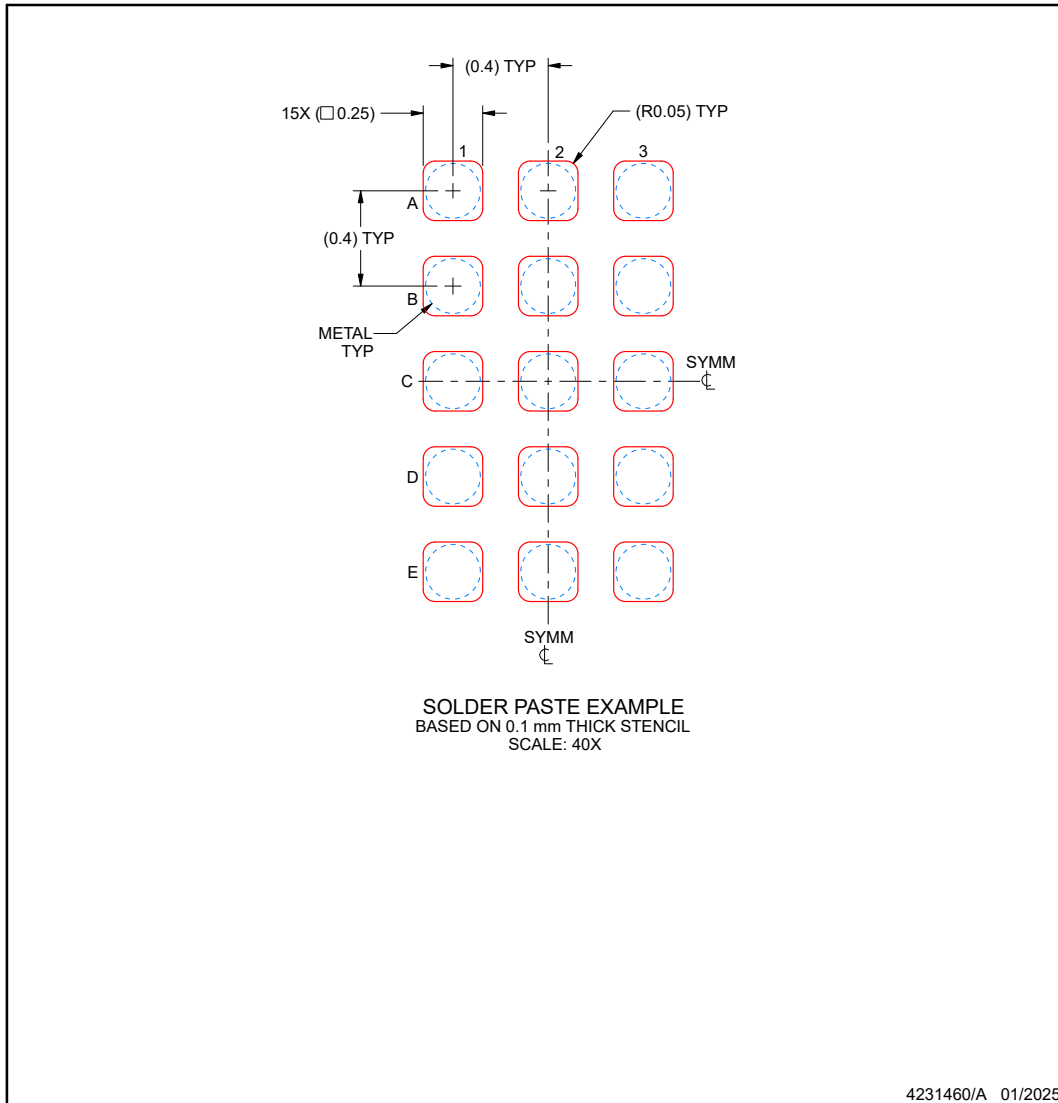 (0.4) TYP
15X (□0.25)
(R0.05) TYP
1
2
3
A
(0.4) TYP
B
METAL
TYP
SYMM
℄
C
D
E
SYMM
℄
SOLDER PASTE EXAMPLE
BASED ON 0.1 mm THICK STENCIL
SCALE: 40X
4231460/A 01/2025